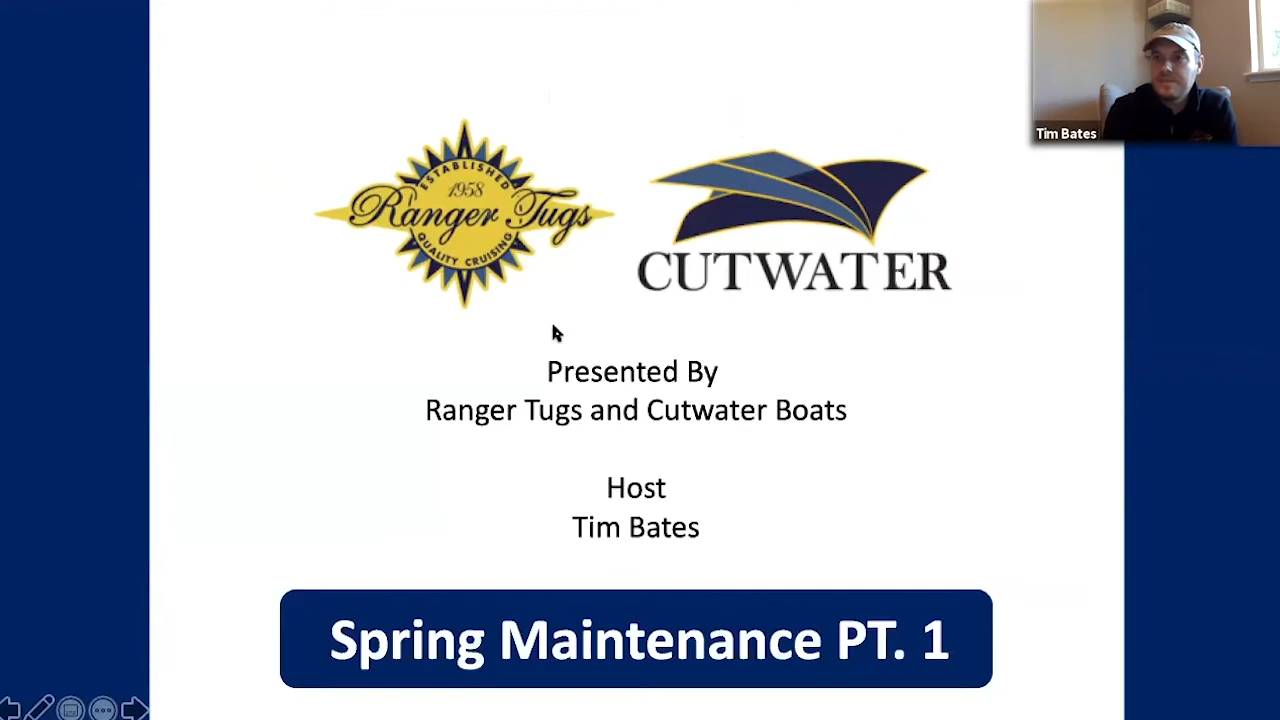 ESTABLISHED
1958
Ranger Tugs
QUALITY CRUISING
CUTWATER
Tim Bates
Presented By
Ranger Tugs and Cutwater Boats
Host
Tim Bates
Spring Maintenance PT. 1